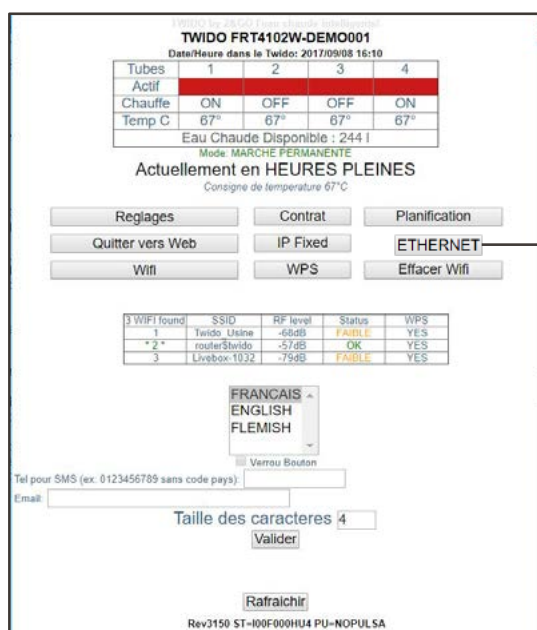 TWIDO by 2&GO l'eau chaude intelligente!
TWIDO FRT4102W-DEMO001
Date/Heure dans le Twido: 2017/09/08 16:10
Tubes 1 2 3 4
Actif
Chauffe ON OFF OFF ON
Temp C 67° 67° 67° 67°
Eau Chaude Disponible : 244 l
Mode: MARCHE PERMANENTE
Actuellement en HEURES PLEINES
Consigne de temperature 67°C
Reglages Contrat Planification
Quitter vers Web IP Fixed ETHERNET
Wifi WPS Effacer Wifi
3 WIFI found SSID RF level Status WPS
1 Twido_Usine -68dB FAIBLE YES
* 2 * router$twido -57dB OK YES
3 Livebox-1032 -79dB FAIBLE YES
FRANCAIS
ENGLISH
FLEMISH
Verrou Bouton
Tel pour SMS (ex. 0123456789 sans code pays):
Email:
Taille des caracteres 4
Valider
Rafraichir
Rev3150 ST=I00F000HU4 PU=NOPULSA